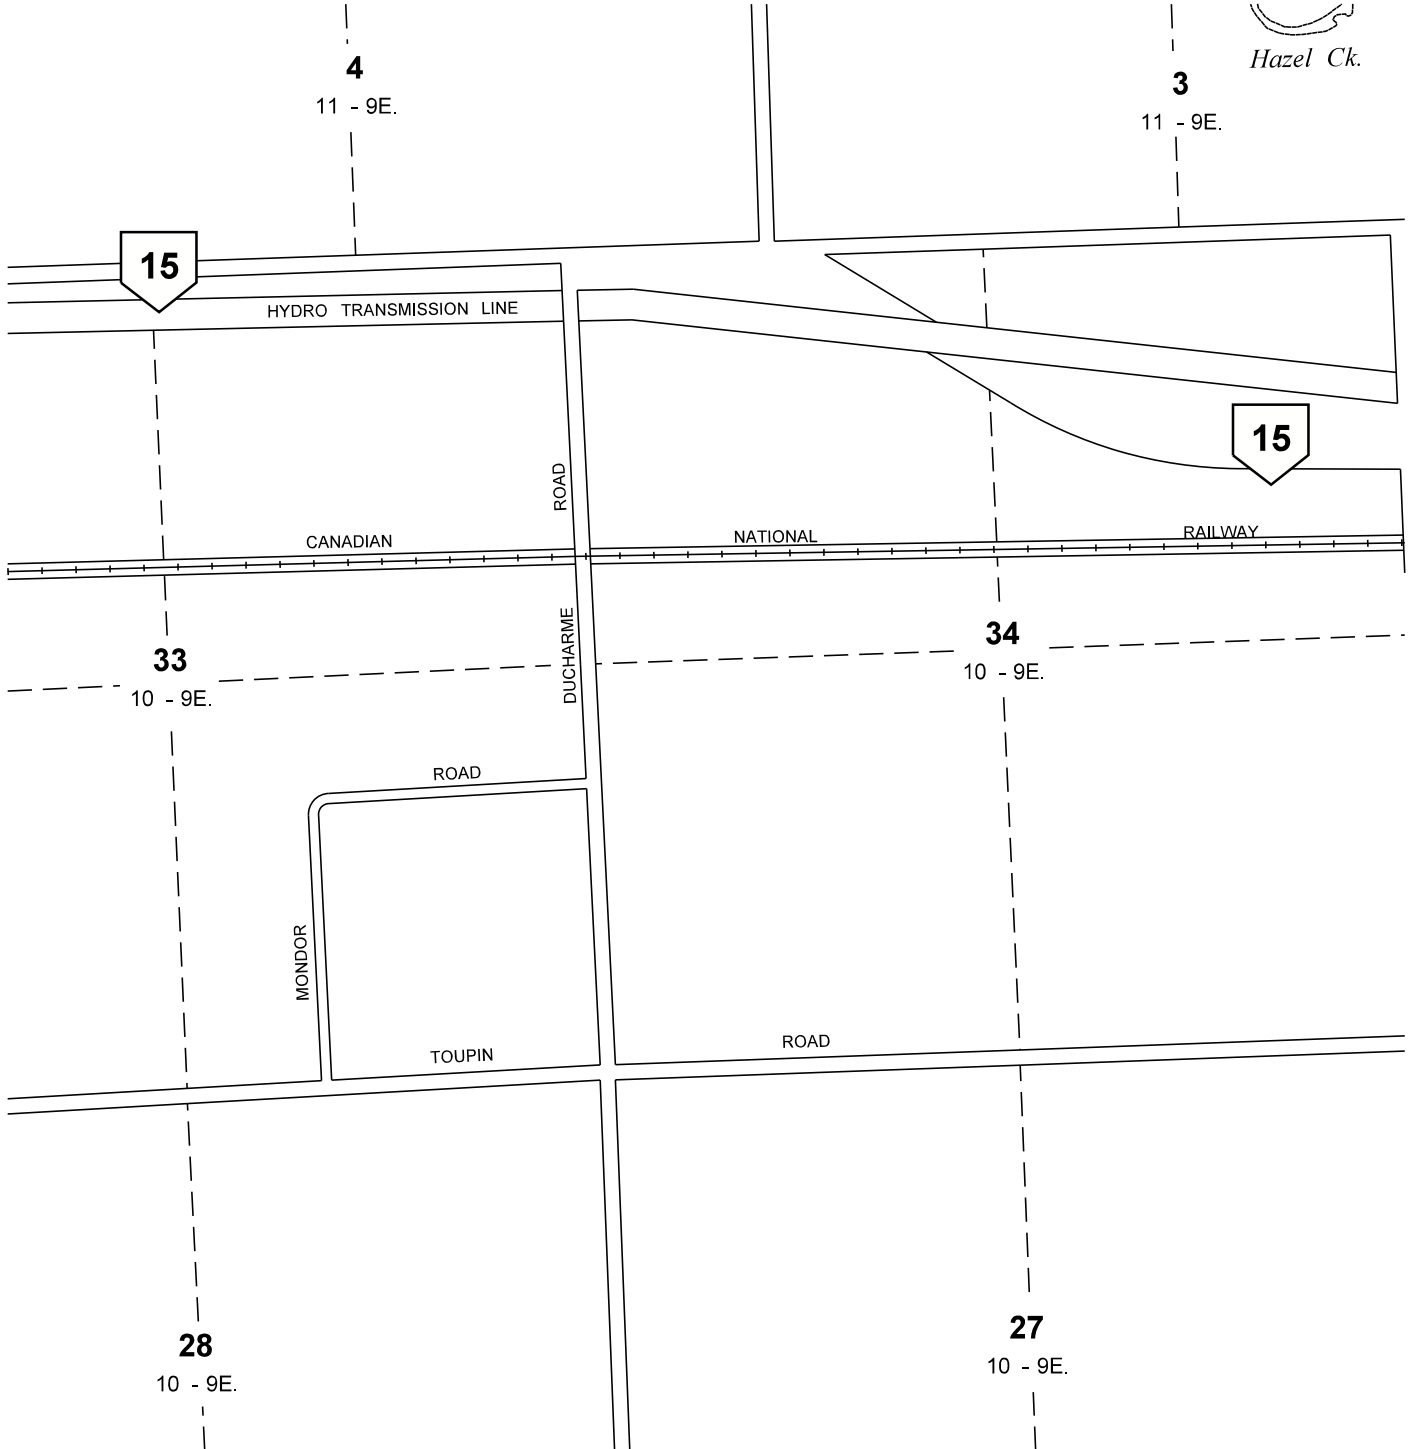 4
11 - 9E.
3
11 - 9E.
Hazel Ck.
15
HYDRO TRANSMISSION LINE
15
ROAD
CANADIAN
NATIONAL
RAILWAY
DUCHARME
33
10 - 9E.
34
10 - 9E.
ROAD
MONDOR
TOUPIN
ROAD
28
10 - 9E.
27
10 - 9E.